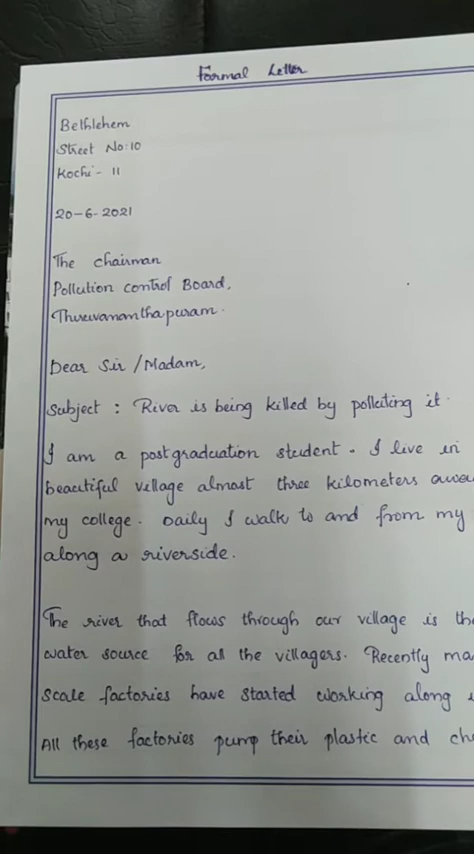 Formal Letter
Bethlehem
Street No:10
Kochi - 11
20-6-2021
The chairman
Pollution control Board,
Thiruvananthapuram.
Dear Sir /Madam,
Subject : River is being killed by polluting it.
I am a postgraduation student. I live in
beautiful village almost three kilometers
my college. Daily I walk to and from my
along a riverside.
The river that flows through our village is
water source for all the villagers. Recently
scale factories have started working along
All these factories pump their plastic and